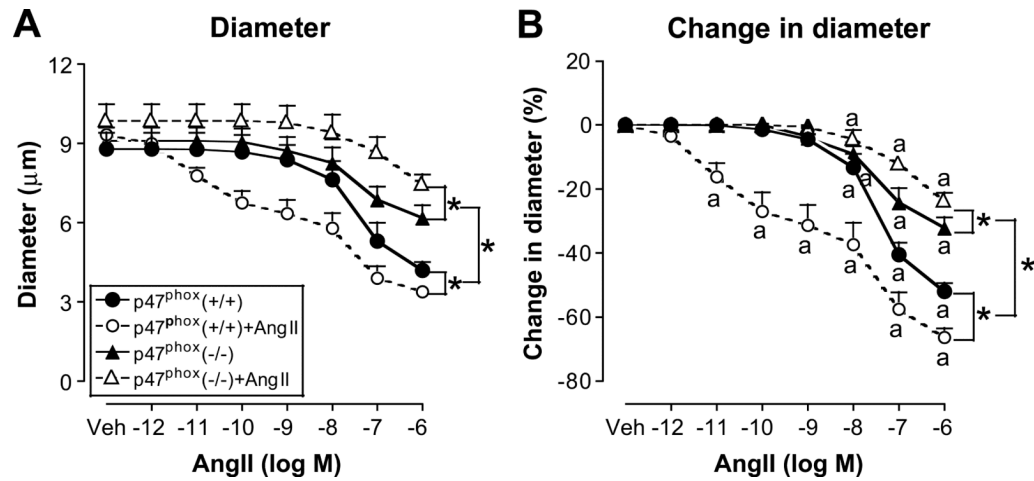 A
Diameter
12
9
6
3
0
Diameter (μm)
*
*
*
p47phox(+/+)
p47phox(+/+)+AngII
p47phox(-/-)
p47phox(-/-)+AngII
Veh -12 -11 -10 -9 -8 -7 -6
AngII (log M)
B
Change in diameter
20
0
-20
-40
-60
-80
Change in diameter (%)
a a a
a a a a a
a a a
a a a
*
*
*
Veh -12 -11 -10 -9 -8 -7 -6
AngII (log M)